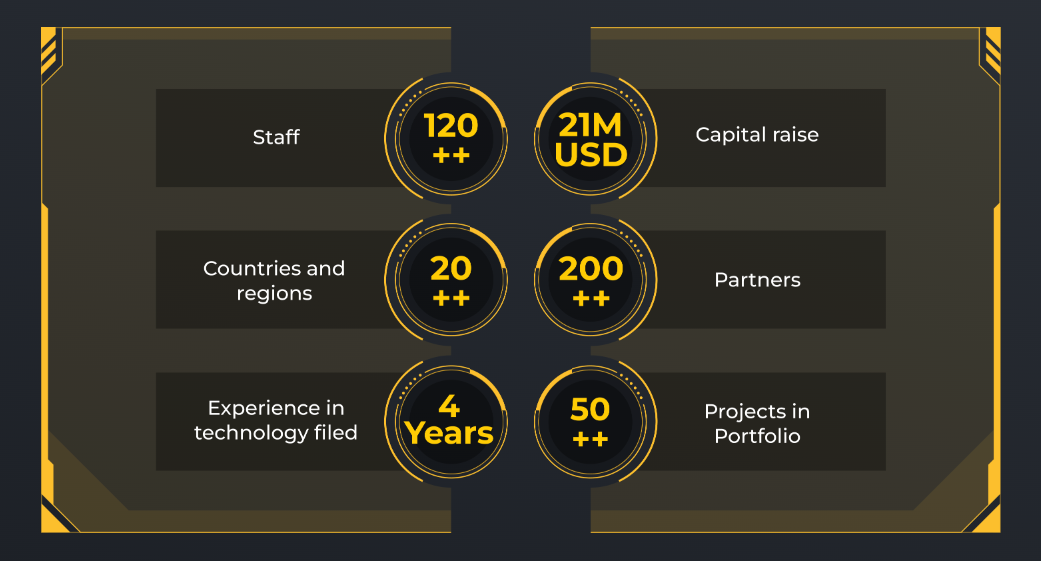 Staff
120
++
21M
USD
Capital raise
Countries and
regions
20
++
200
++
Partners
Experience in
technology filed
4
Years
50
++
Projects in
Portfolio